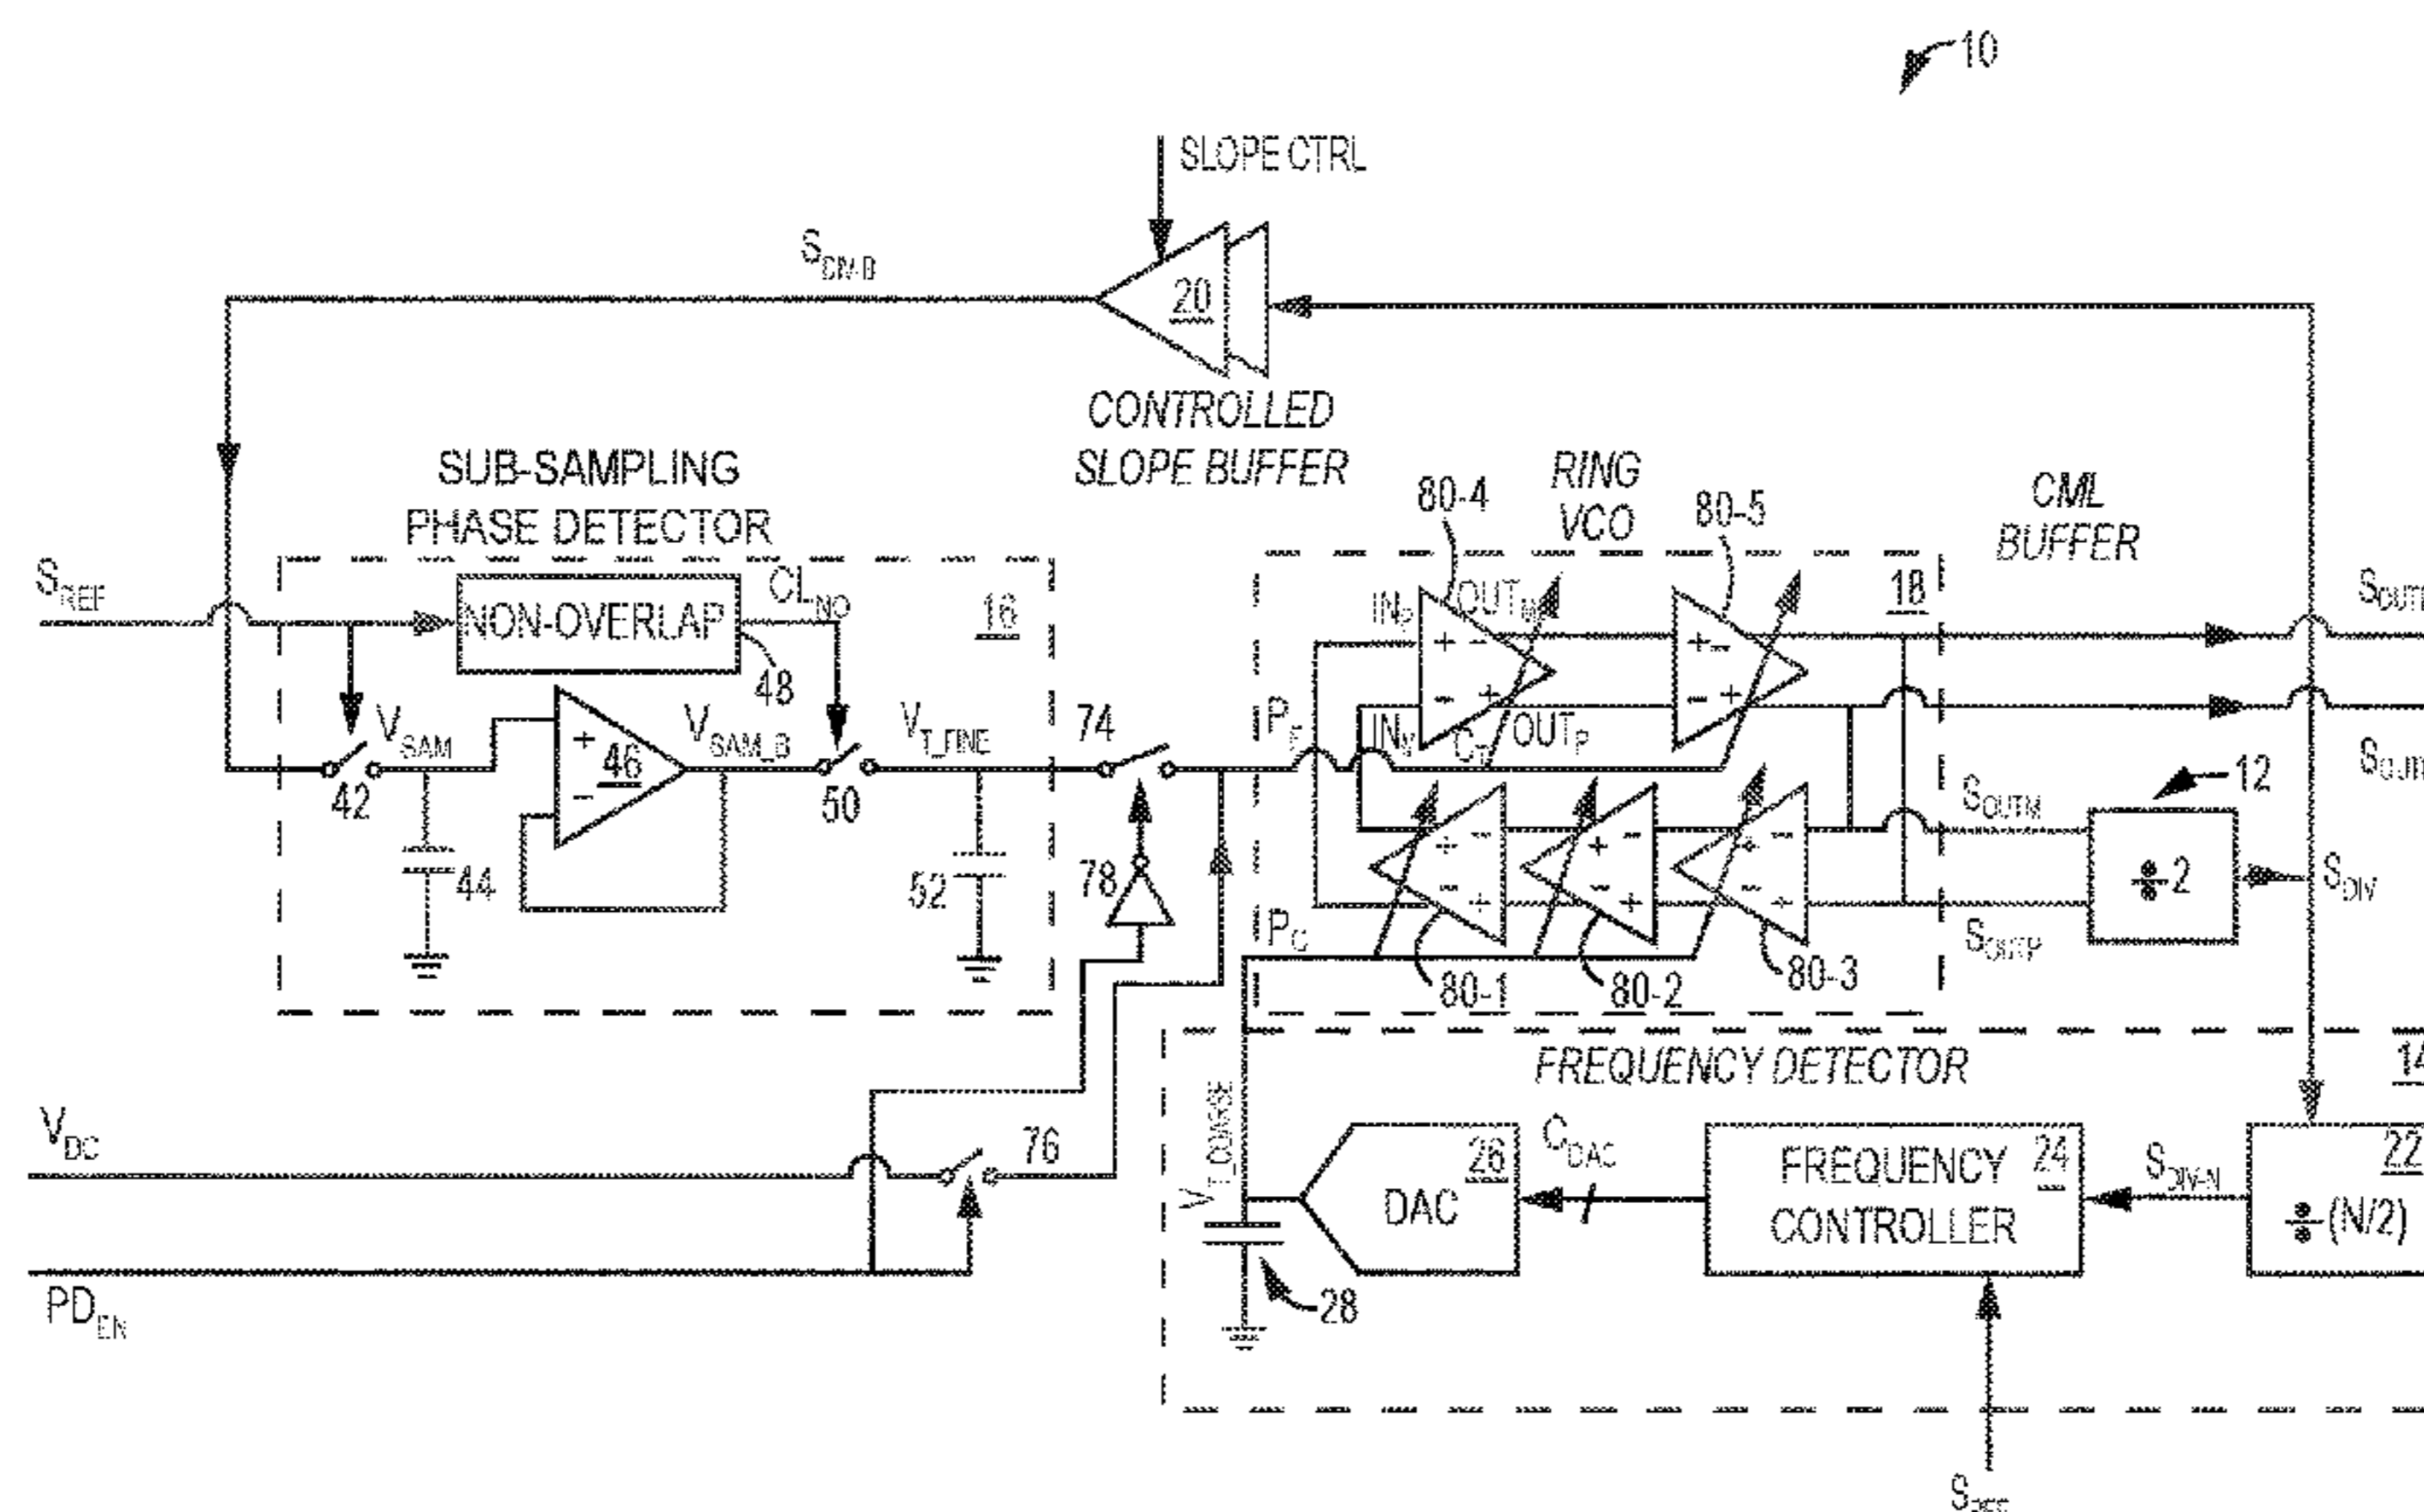 10
SLOPE CTRL
S_DIV-B
20
CONTROLLED
SLOPE BUFFER
SUB-SAMPLING
PHASE DETECTOR
RING
VCO
CML
BUFFER
80-4
80-5
S_REF
NON-OVERLAP
CL_NO
16
48
18
IN_P
OUT_M
V_SAM
46
V_SAM_B
V_T_FINE
74
P_F
IN_M
OUT_P
42
44
50
52
78
12
S_OUTM
÷2
S_DIV
S_OUTP
P_C
80-1
80-2
80-3
FREQUENCY DETECTOR
14
V_DC
76
V_T_COARSE
26
DAC
C_DAC
FREQUENCY
CONTROLLER
24
S_DIV-N
22
÷(N/2)
28
PD_EN